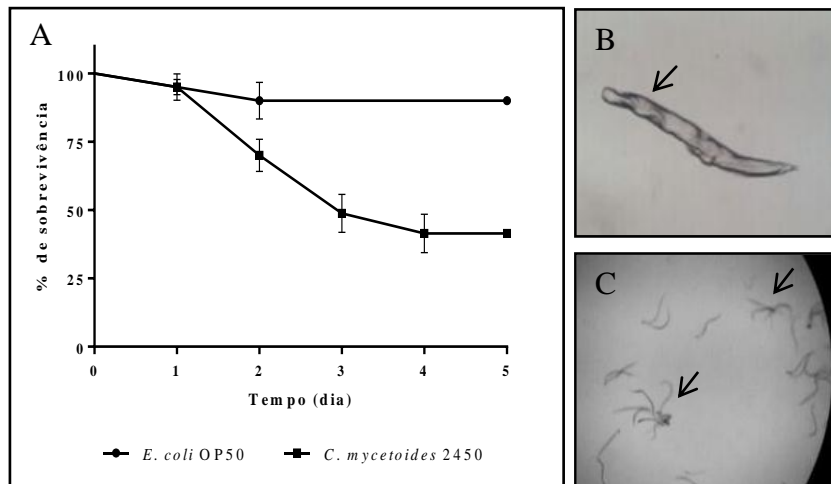 A
% de sobrevivência
100
75
50
25
0
0 1 2 3 4 5
Tempo (dia)
E. coli OP50 C. mycetoides 2450
B
C